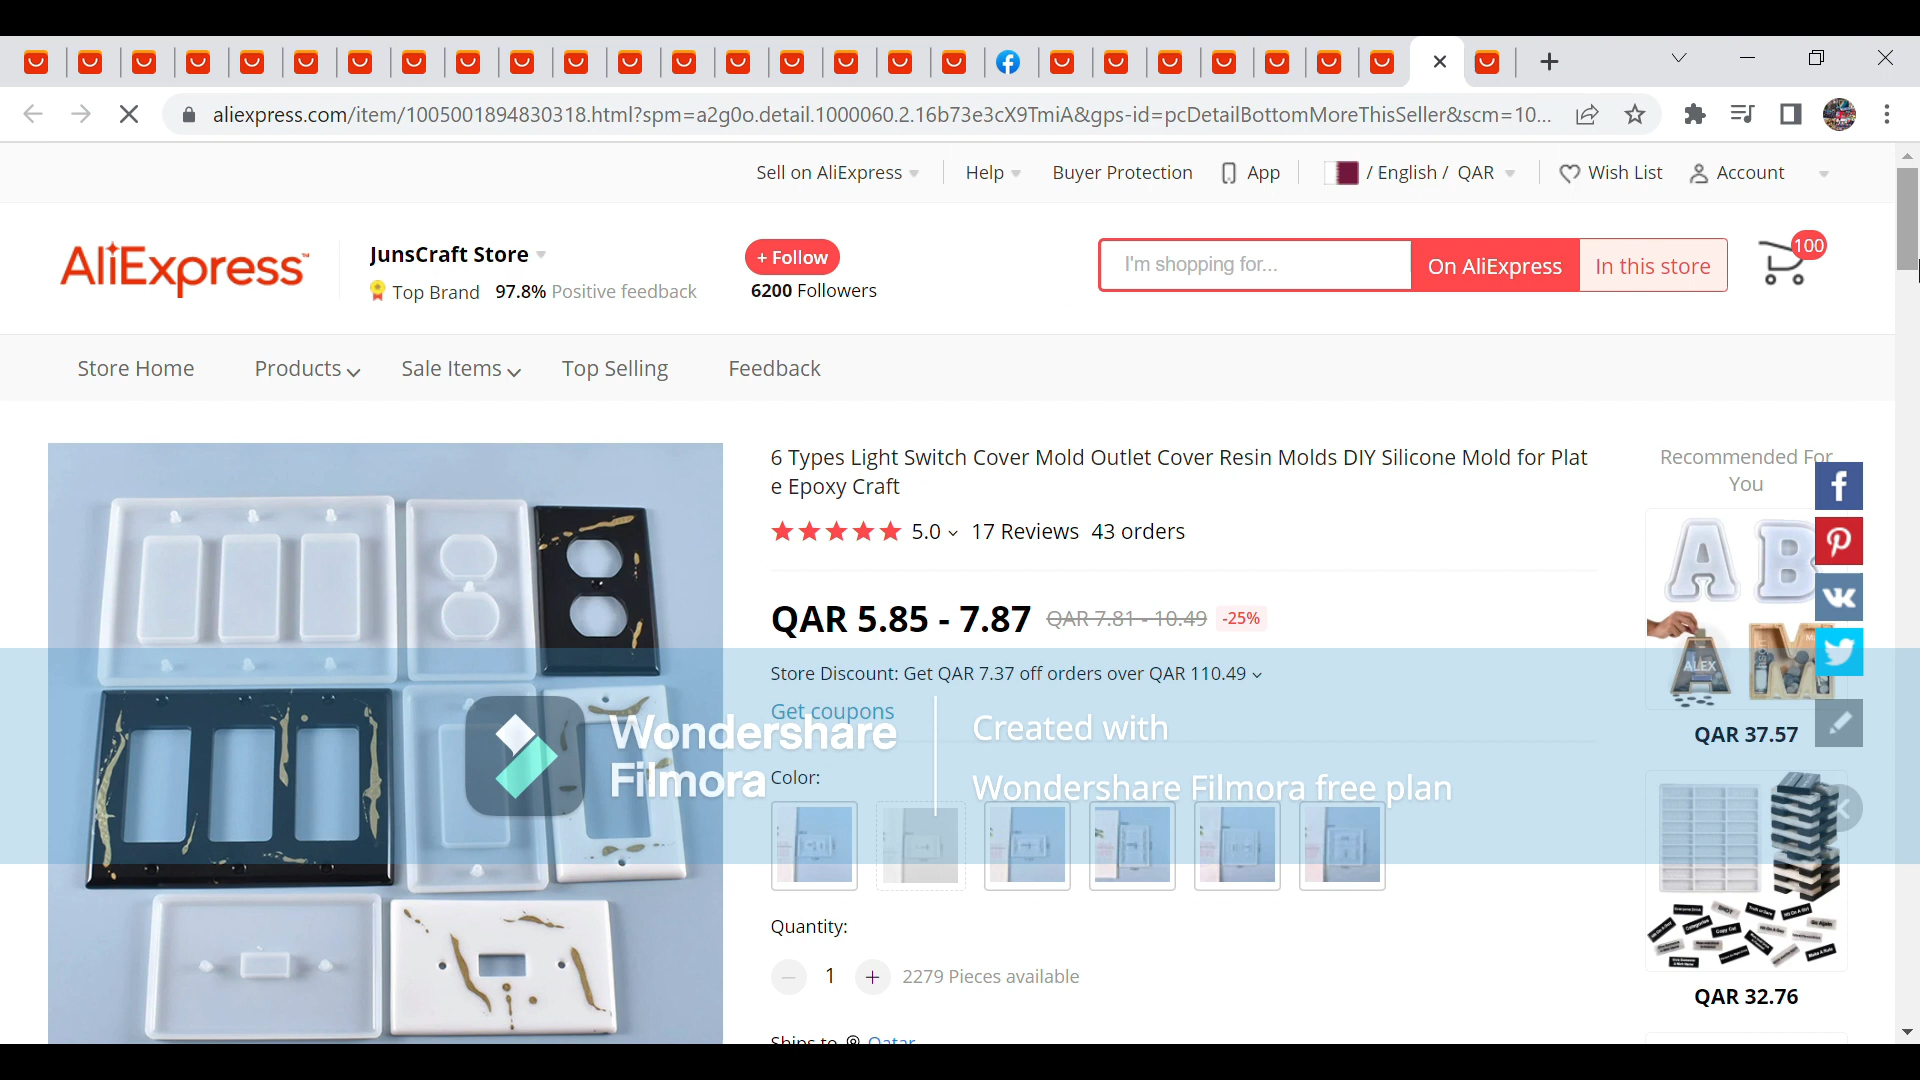 aliexpress.com/item/1005001894830318.html?spm=a2g0o.detail.1000060.2.16b73e3cX9TmiA&gps-id=pcDetailBottomMoreThisSeller&scm=10...
Sell on AliExpress
Help
Buyer Protection
App
/ English / QAR
Wish List
Account
AliExpress™
JunsCraft Store
+ Follow
Top Brand 97.8% Positive feedback
6200 Followers
I'm shopping for...
On AliExpress
In this store
100
Store Home
Products
Sale Items
Top Selling
Feedback
6 Types Light Switch Cover Mold Outlet Cover Resin Molds DIY Silicone Mold for Plat
e Epoxy Craft
5.0 17 Reviews 43 orders
QAR 5.85 - 7.87 QAR 7.81 - 10.49 -25%
Store Discount: Get QAR 7.37 off orders over QAR 110.49
Get coupons
Wondershare
Filmora
Created with
Wondershare Filmora free plan
Color:
Quantity:
1
2279 Pieces available
Ships to Qatar
Recommended For
You
A B
ALEX
QAR 37.57
QAR 32.76